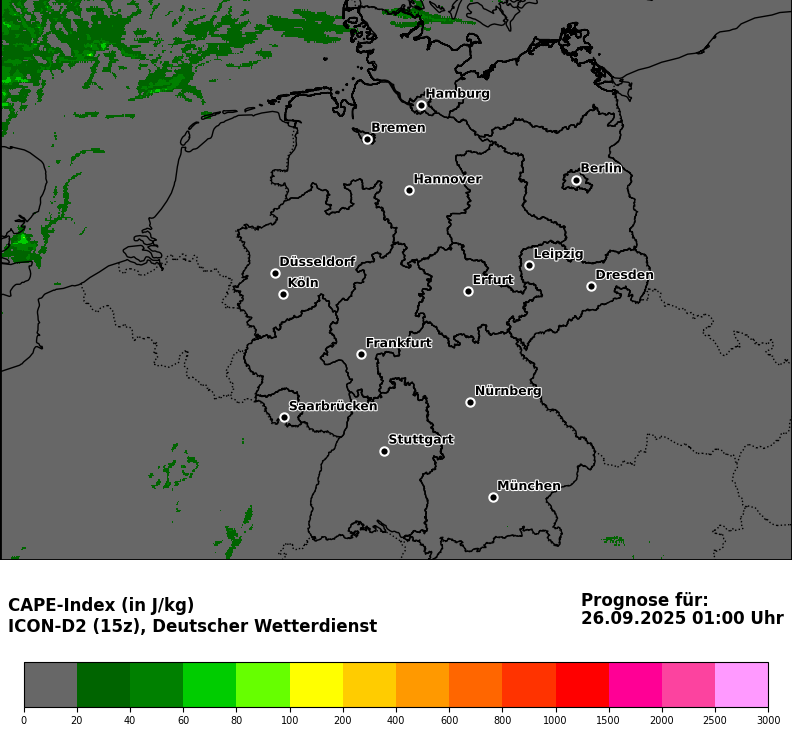 Hamburg
Bremen
Berlin
Hannover
Leipzig
Düsseldorf
Dresden
Erfurt
Köln
Frankfurt
Nürnberg
Saarbrücken
Stuttgart
München
CAPE-Index (in J/kg)
ICON-D2 (15z), Deutscher Wetterdienst
Prognose für:
26.09.2025 01:00 Uhr
0 20 40 60 80 100 200 400 600 800 1000 1500 2000 2500 3000